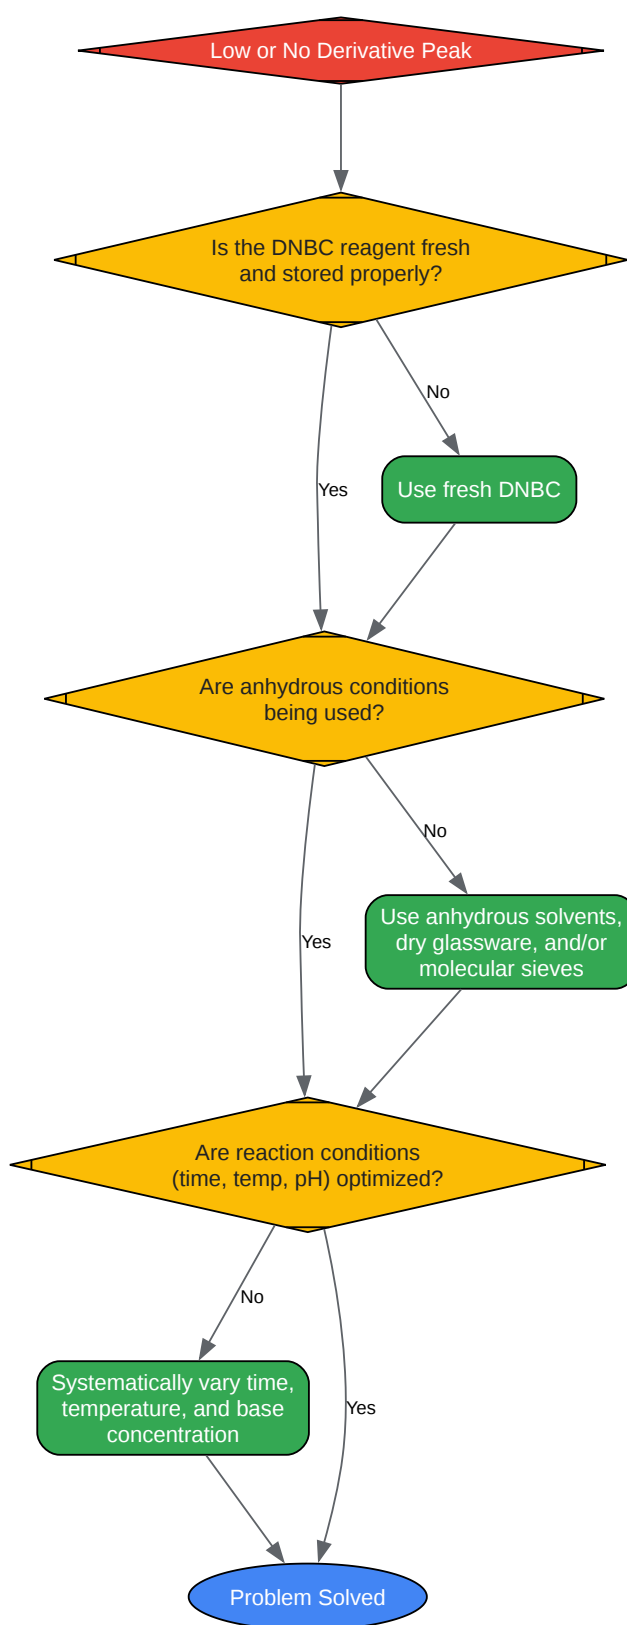 Low or No Derivative Peak
Is the DNBC reagent fresh
and stored properly?
No
Yes
Use fresh DNBC
Are anhydrous conditions
being used?
No
Yes
Use anhydrous solvents,
dry glassware, and/or
molecular sieves
Are reaction conditions
(time, temp, pH) optimized?
No
Yes
Systematically vary time,
temperature, and base
concentration
Problem Solved